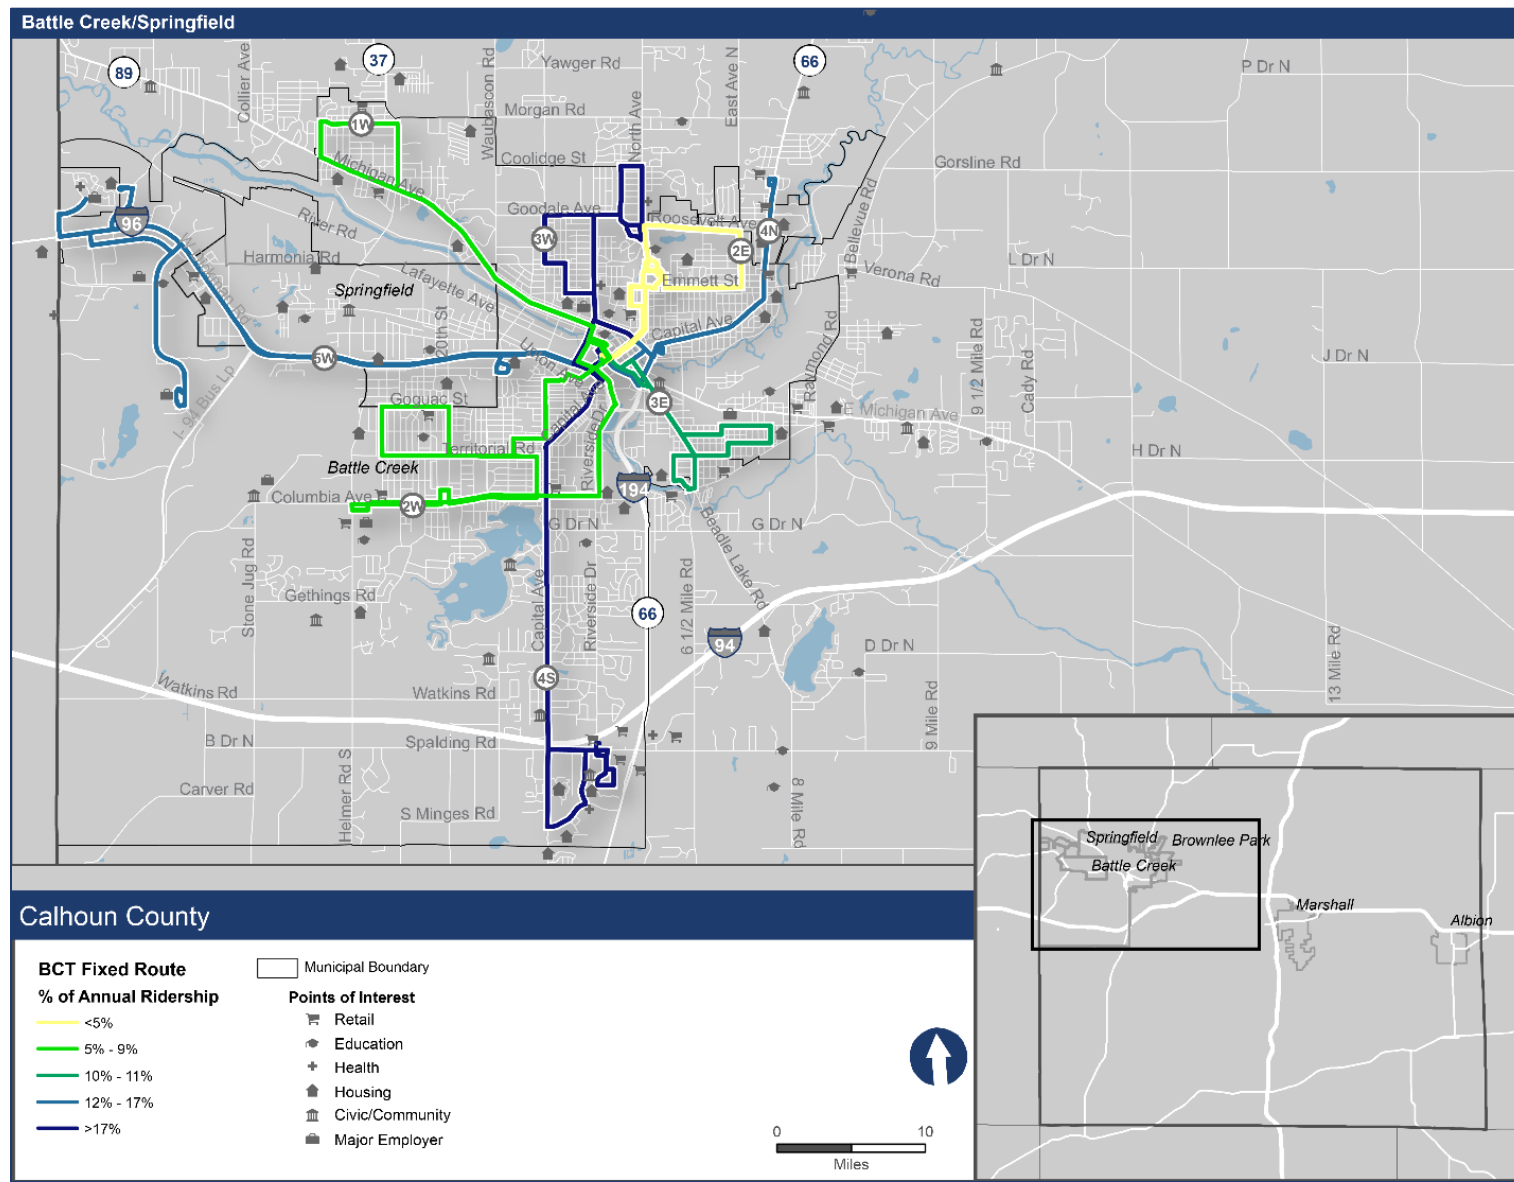 Battle Creek/Springfield
89
37
66
Collier Ave
Waubascon Rd
Yawger Rd
North Ave
East Ave N
P Dr N
Morgan Rd
1W
Michigan Ave
Coolidge St
Gorsline Rd
Goodale Ave
Roosevelt Ave
Bellevue Rd
96
River Rd
3W
4N
2E
Harmonia Rd
Emmett St
Verona Rd
L Dr N
Lafayette Ave
Springfield
20th St
Capital Ave
Raymond Rd
9 1/2 Mile Rd
Cady Rd
J Dr N
5W
Union Ave
I- 94 Bus Lp
Goguac St
Capital Ave
Riverside Dr
3E
E Michigan Ave
Territorial Rd
H Dr N
Battle Creek
194
Columbia Ave
2W
G Dr N
G Dr N
Beadle Lake Rd
Stone Jug Rd
Gethings Rd
Capital Ave
Riverside Dr
66
6 1/2 Mile Rd
94
D Dr N
13 Mile Rd
Watkins Rd
Watkins Rd
4S
9 Mile Rd
B Dr N
Spalding Rd
Helmer Rd S
Carver Rd
S Minges Rd
8 Mile Rd
Springfield
Brownlee Park
Battle Creek
Marshall
Albion
Calhoun County
BCT Fixed Route
% of Annual Ridership
<5%
5% - 9%
10% - 11%
12% - 17%
>17%
Municipal Boundary
Points of Interest
Retail
Education
Health
Housing
Civic/Community
Major Employer
0 10
Miles